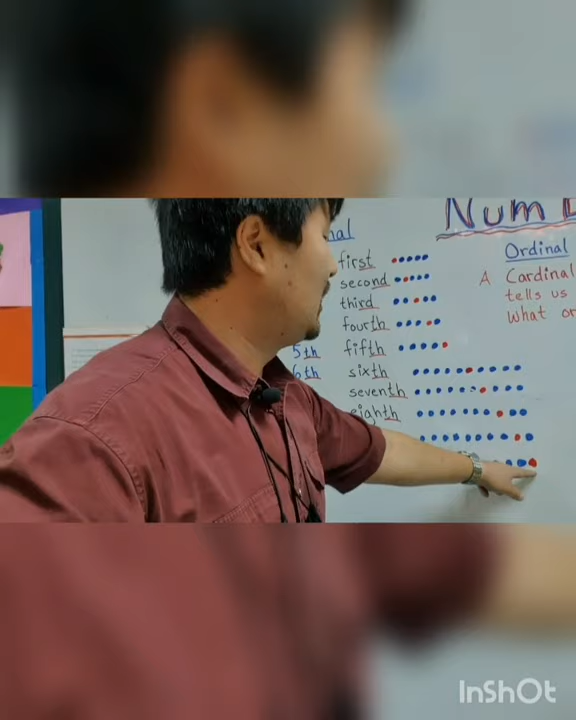 Num
nal
Ordinal
first
second
A Cardinal
third
tells us
fourth
what or
5th fifth
6th sixth
seventh
eighth
InShOt